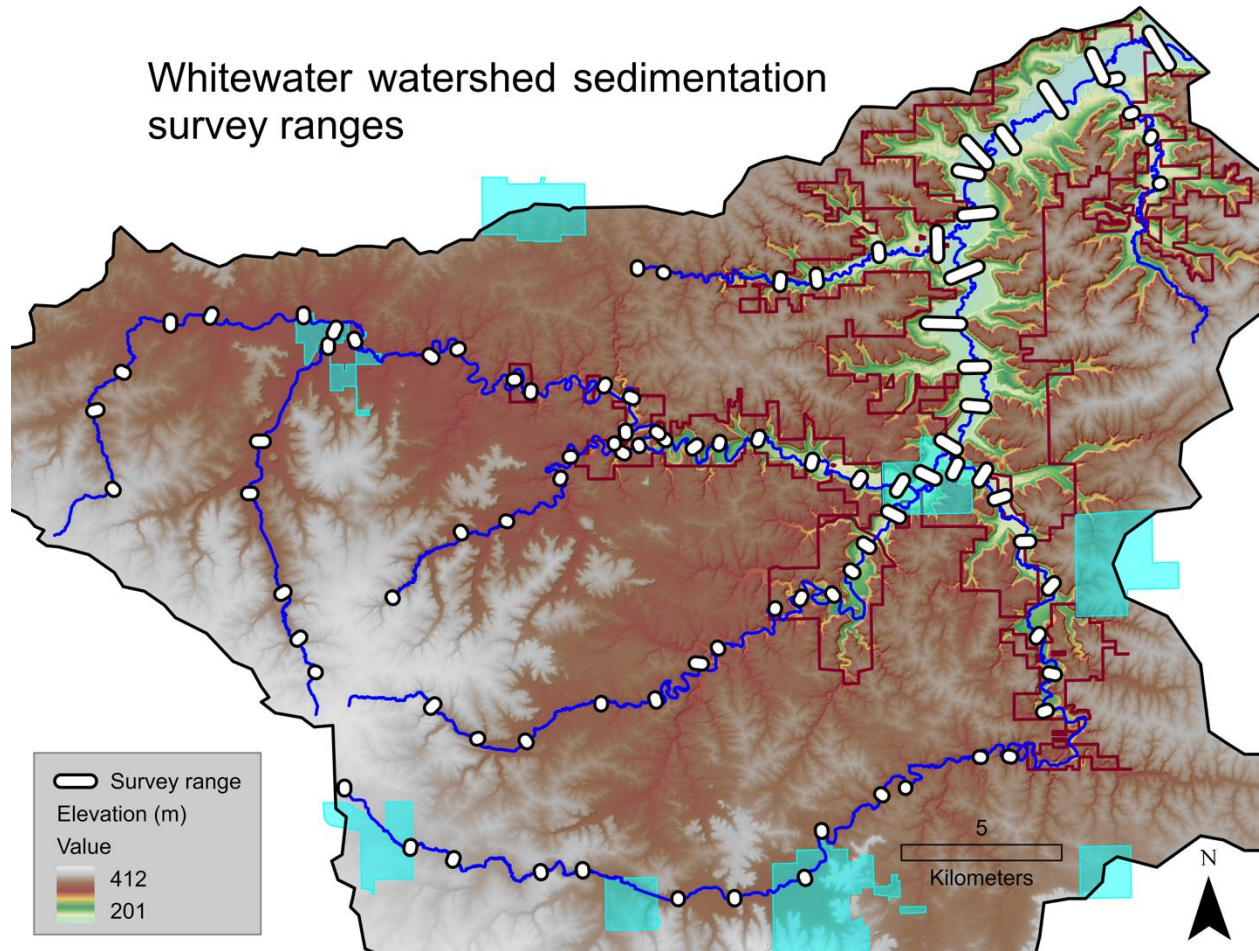 Whitewater watershed sedimentation
survey ranges
Survey range
Elevation (m)
Value
412
201
5
Kilometers
N